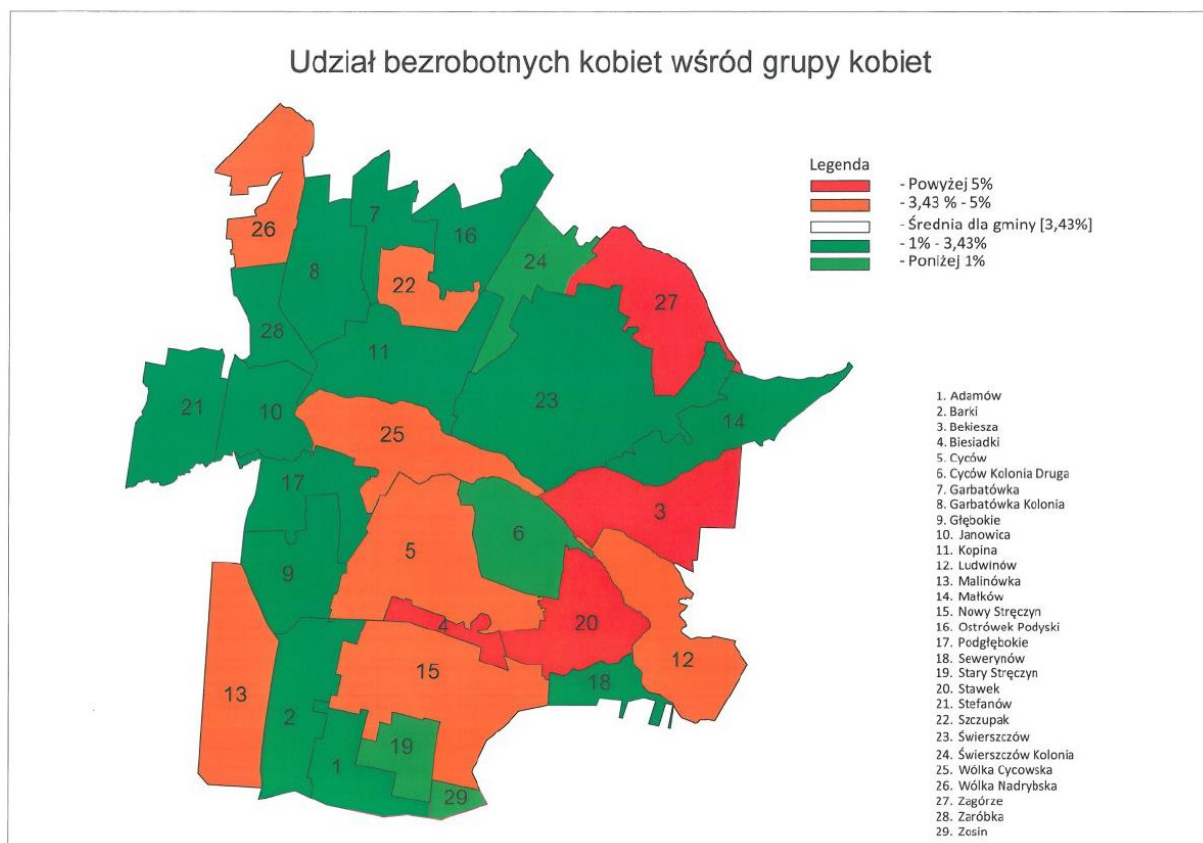 Udział bezrobotnych kobiet wśród grupy kobiet
Legenda
- Powyżej 5%
- 3,43 % - 5%
- Średnia dla gminy [3,43%]
- 1% - 3,43%
- Poniżej 1%
26
7
16
24
8
22
27
28
11
21
10
23
14
25
17
3
6
5
9
4
20
12
15
13
18
2
19
1
29
1. Adamów
2. Barki
3. Bekiesza
4. Biesiadki
5. Cyców
6. Cyców Kolonia Druga
7. Garbatówka
8. Garbatówka Kolonia
9. Głębokie
10. Janowica
11. Kopina
12. Ludwinów
13. Malinówka
14. Małków
15. Nowy Stręczyn
16. Ostrówek Podyski
17. Podgłębokie
18. Sewerynów
19. Stary Stręczyn
20. Stawek
21. Stefanów
22. Szczupak
23. Świerszczów
24. Świerszczów Kolonia
25. Wólka Cycowska
26. Wólka Nadrybska
27. Zagórze
28. Zaróbka
29. Zosin